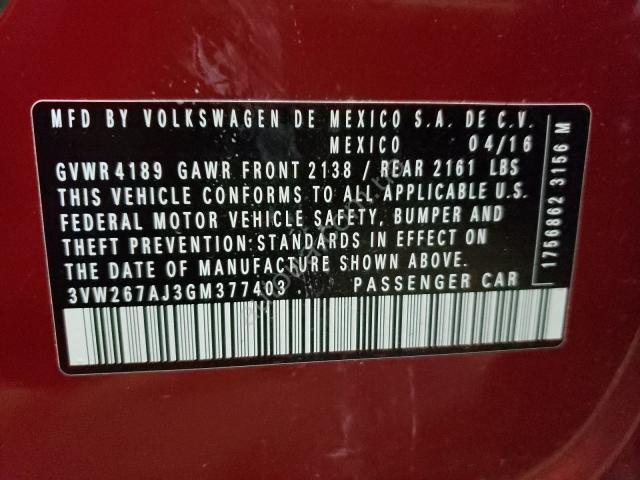 MFD BY VOLKSWAGEN DE MEXICO S.A. DE C.V.
MEXICO 04/16
GVWR 4189 GAWR FRONT 2138 / REAR 2161 LBS
THIS VEHICLE CONFORMS TO ALL APPLICABLE U.S.
FEDERAL MOTOR VEHICLE SAFETY, BUMPER AND
THEFT PREVENTION STANDARDS IN EFFECT ON
THE DATE OF MANUFACTURE SHOWN ABOVE.
3VW267AJ3GM377403 PASSENGER CAR
1756862 3156 M